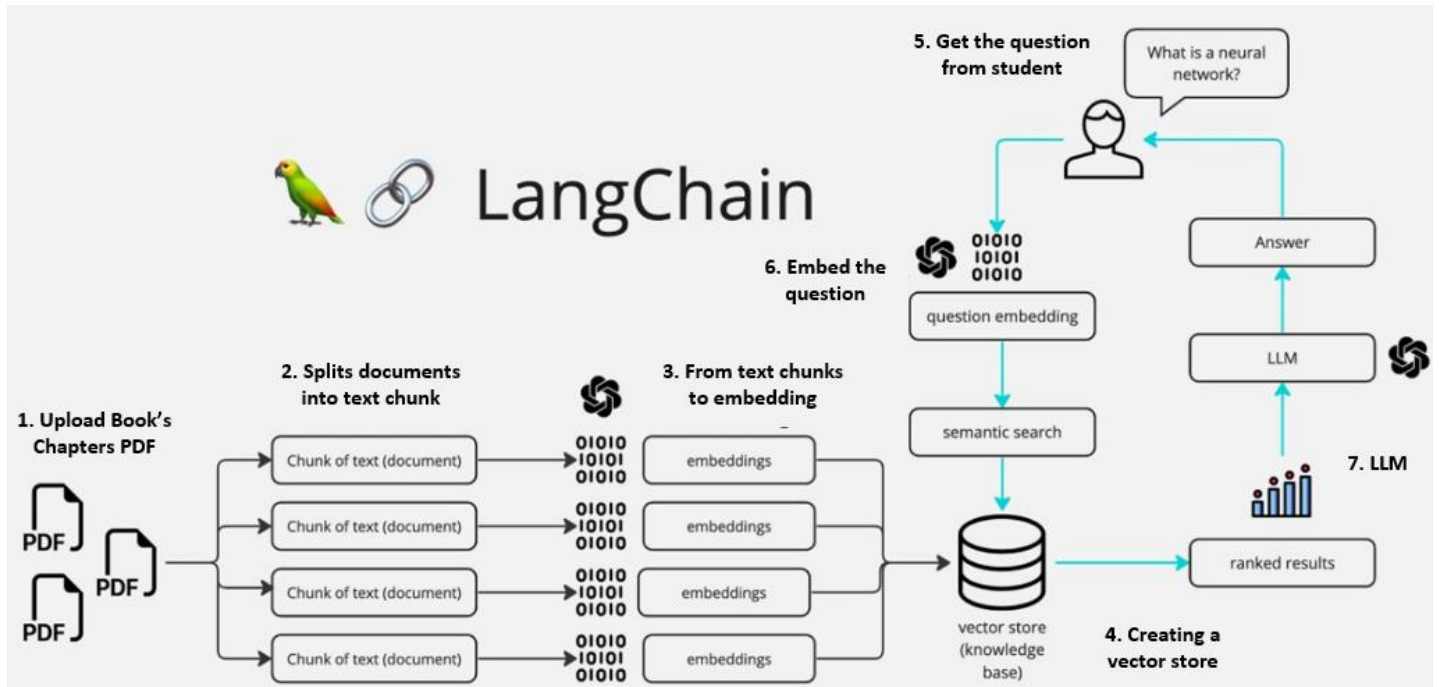 5. Get the question
from student
What is a neural
network?
LangChain
01010
10101
01010
6. Embed the
question
question embedding
Answer
LLM
semantic search
2. Splits documents
into text chunk
3. From text chunks
to embedding
1. Upload Book's
Chapters PDF
7. LLM
PDF
PDF
PDF
Chunk of text (document)
01010
10101
01010
embeddings
Chunk of text (document)
01010
10101
01010
embeddings
Chunk of text (document)
01010
10101
01010
embeddings
Chunk of text (document)
01010
10101
01010
embeddings
vector store
(knowledge
base)
ranked results
4. Creating a
vector store